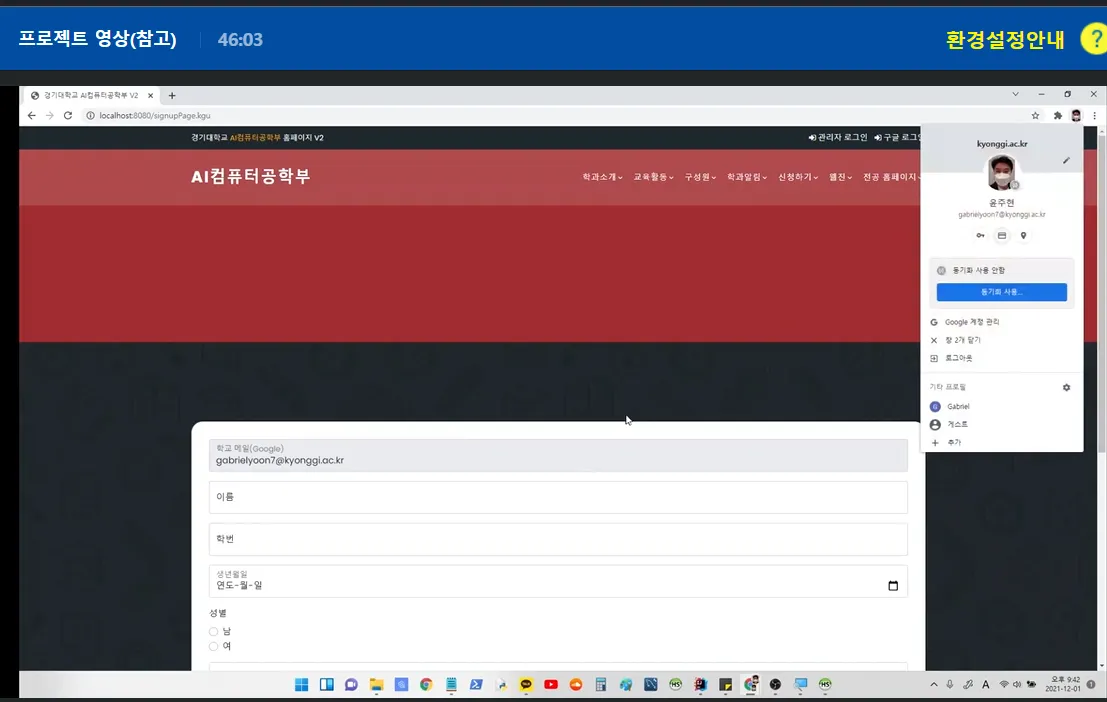 프로젝트 영상(참고) 46:03 환경설정안내 ?
경기대학교 AI컴퓨터공학부 V2
localhost:8080/signupPage.kgu
경기대학교 AI컴퓨터공학부 홈페이지 V2 관리자 로그인 구글 로그인
AI컴퓨터공학부 학과소개 교육활동 구성원 학과알림 신청하기 웹진 전공 홈페이지
kyonggi.ac.kr
윤주현
gabrielyoon7@kyonggi.ac.kr
동기화 사용 안함
동기화 사용...
Google 계정 관리
창 2개 닫기
로그아웃
기타 프로필
Gabriel
게스트
추가
학교 메일(Google)
gabrielyoon7@kyonggi.ac.kr
이름
학번
생년월일
연도-월-일
성별
남
여
A 오후 9:42
2021-12-01